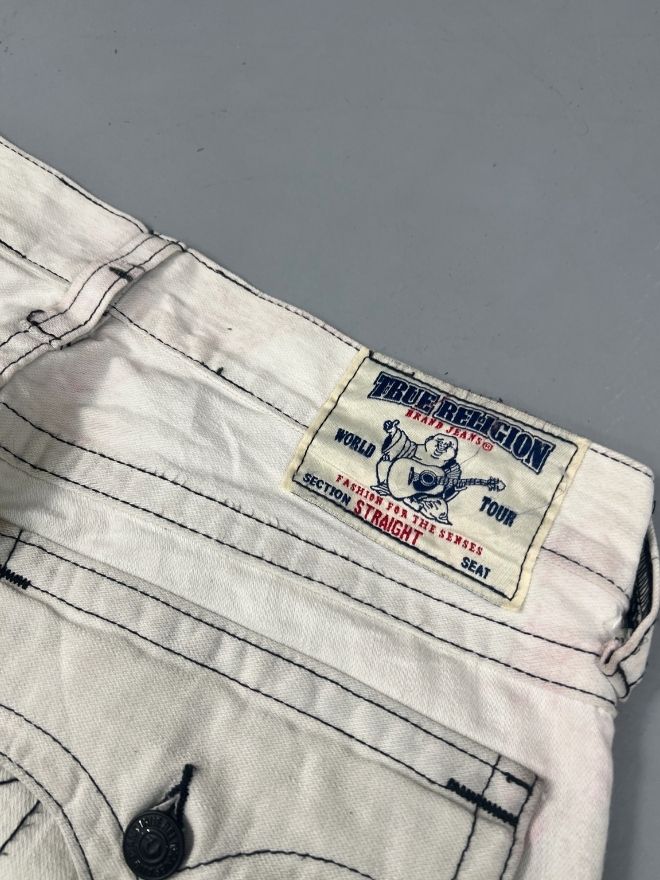 TRUE RELIGION
BRAND JEANS®
WORLD TOUR
FASHION FOR THE SENSES
SECTION STRAIGHT SEAT